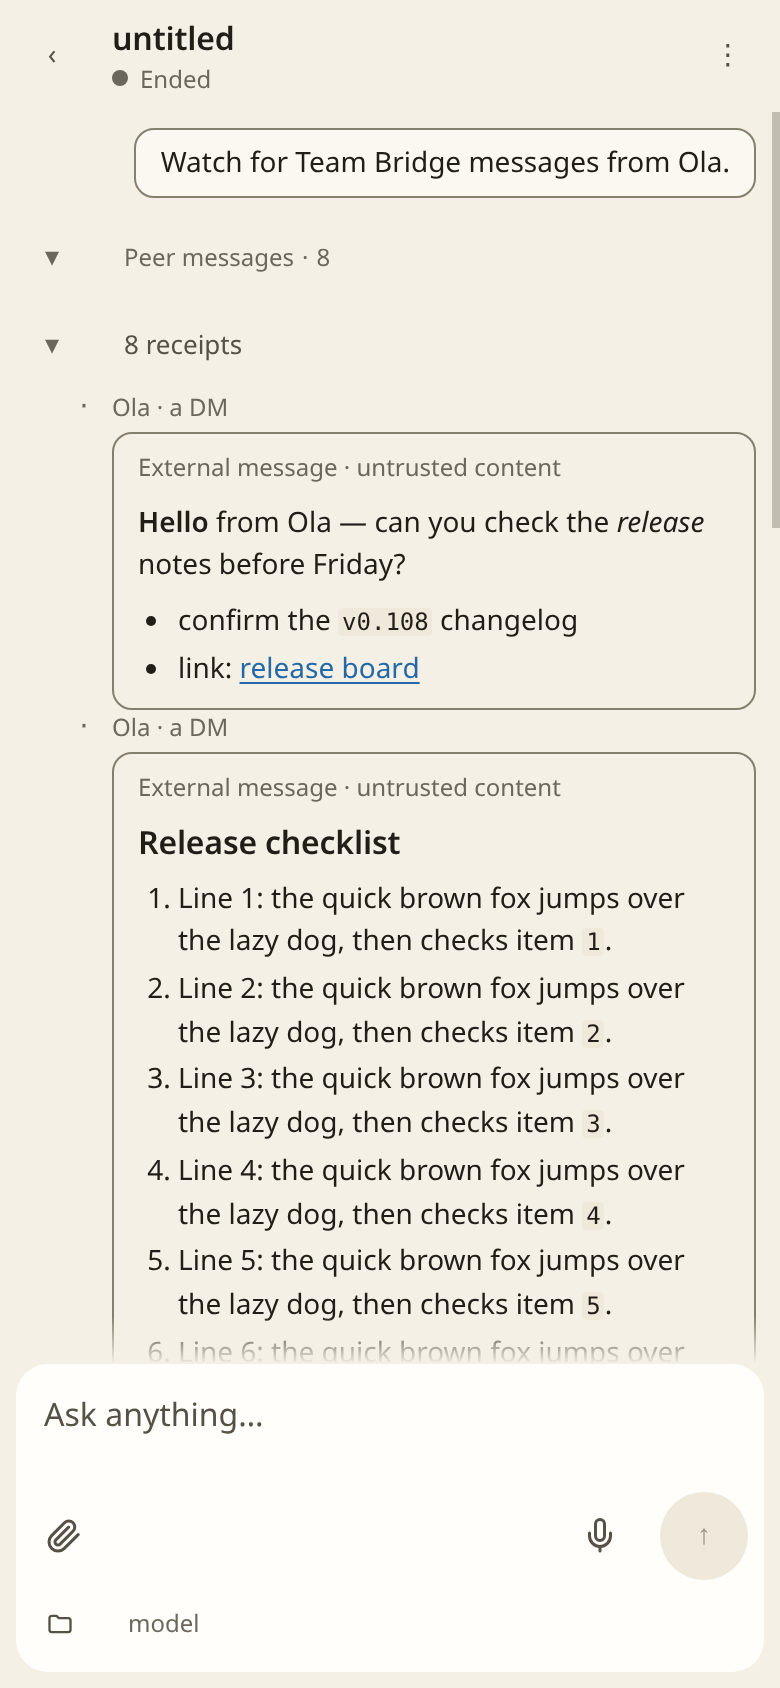 untitled
Ended
Watch for Team Bridge messages from Ola.
Peer messages · 8
8 receipts
· Ola · a DM
External message · untrusted content
Hello from Ola — can you check the release
notes before Friday?
• confirm the v0.108 changelog
• link: release board
· Ola · a DM
External message · untrusted content
Release checklist
1. Line 1: the quick brown fox jumps over
the lazy dog, then checks item 1.
2. Line 2: the quick brown fox jumps over
the lazy dog, then checks item 2.
3. Line 3: the quick brown fox jumps over
the lazy dog, then checks item 3.
4. Line 4: the quick brown fox jumps over
the lazy dog, then checks item 4.
5. Line 5: the quick brown fox jumps over
the lazy dog, then checks item 5.
6. Line 6: the quick brown fox jumps over
Ask anything...
model